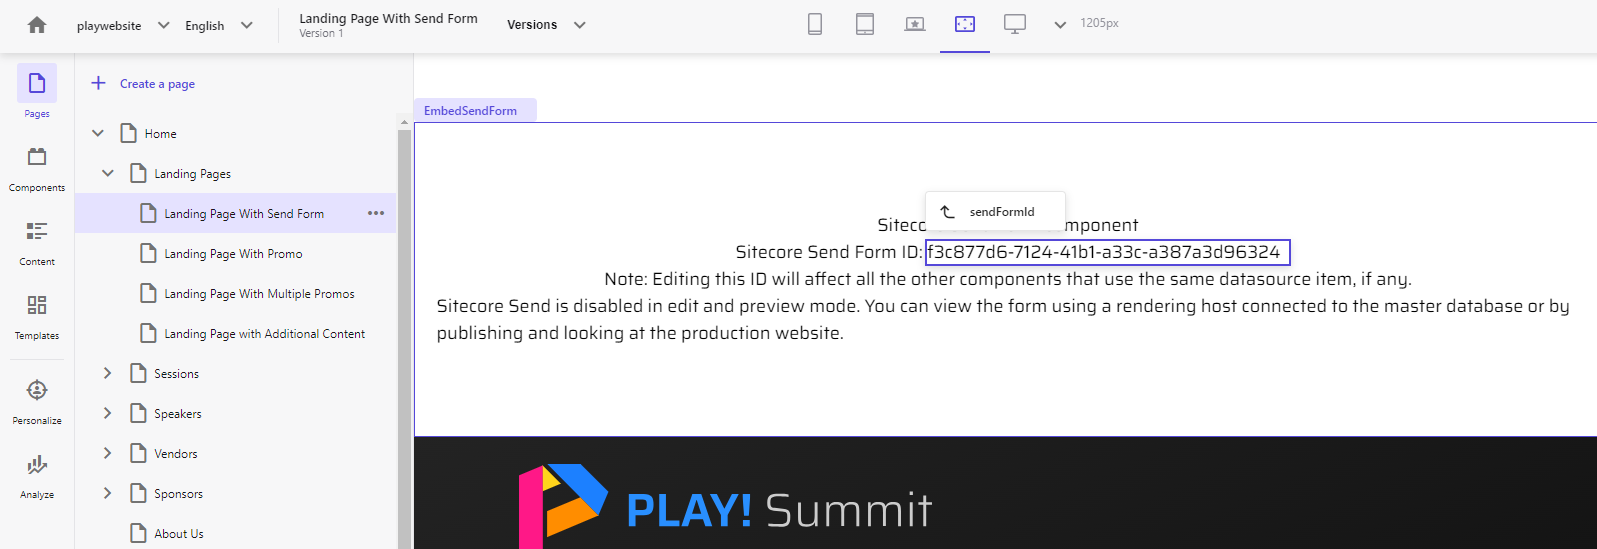 playwebsite
English
Landing Page With Send Form
Version 1
Versions
1205px
Pages
Components
Content
Templates
Personalize
Analyze
Create a page
Home
Landing Pages
Landing Page With Send Form
Landing Page With Promo
Landing Page With Multiple Promos
Landing Page with Additional Content
Sessions
Speakers
Vendors
Sponsors
About Us
EmbedSendForm
sendFormId
Sitecore Send Form ID: f3c877d6-7124-41b1-a33c-a387a3d96324
Note: Editing this ID will affect all the other components that use the same datasource item, if any.
Sitecore Send is disabled in edit and preview mode. You can view the form using a rendering host connected to the master database or by
publishing and looking at the production website.
PLAY! Summit